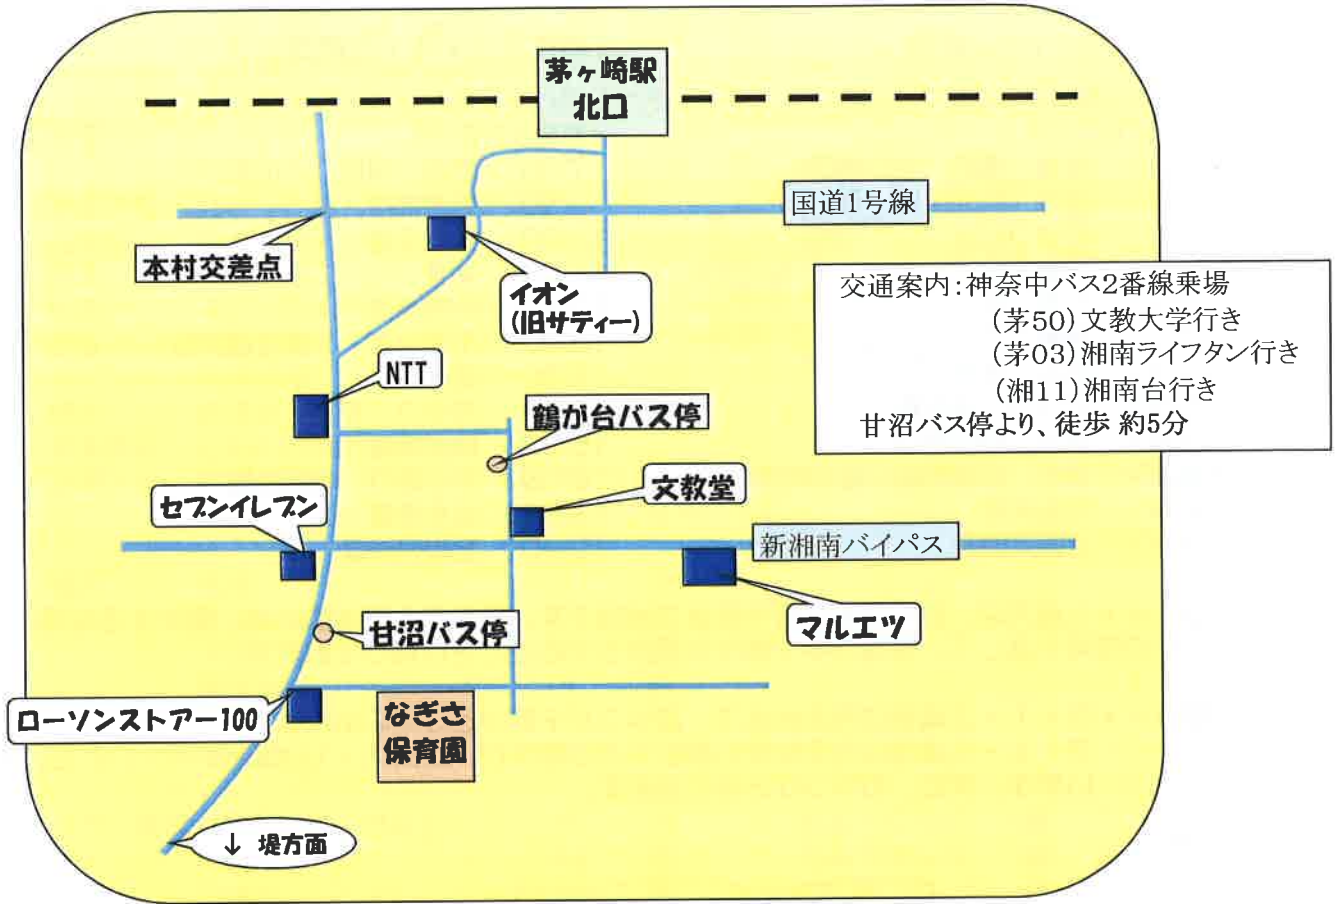 茅ヶ崎駅
北口
国道1号線
本村交差点
イオン
(旧サティー)
交通案内:神奈中バス2番線乗場
(茅50)文教大学行き
(茅03)湘南ライフタン行き
(湘11)湘南台行き
甘沼バス停より、徒歩 約5分
NTT
鶴が台バス停
文教堂
セブンイレブン
新湘南バイパス
マルエツ
甘沼バス停
ローソンストアー100
なぎさ
保育園
↓ 堤方面